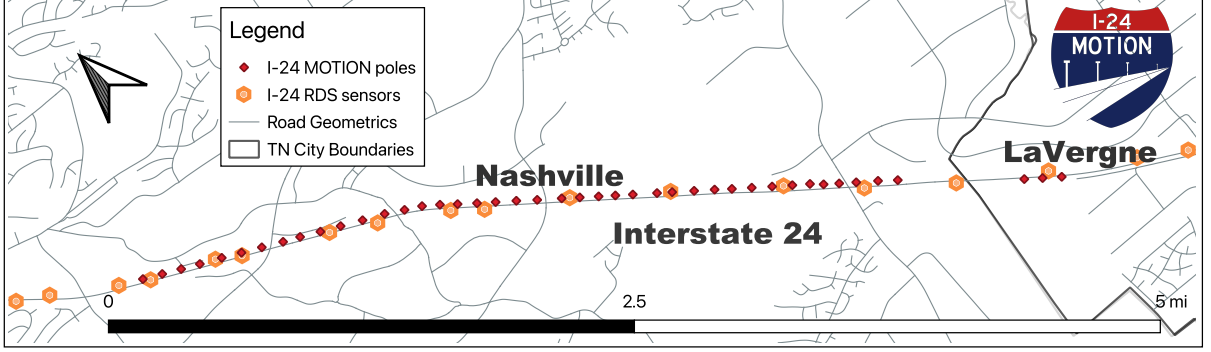 Legend
I-24 MOTION poles
I-24 RDS sensors
Road Geometrics
TN City Boundaries
I-24
MOTION
LaVergne
Nashville
Interstate 24
0 2.5 5 mi